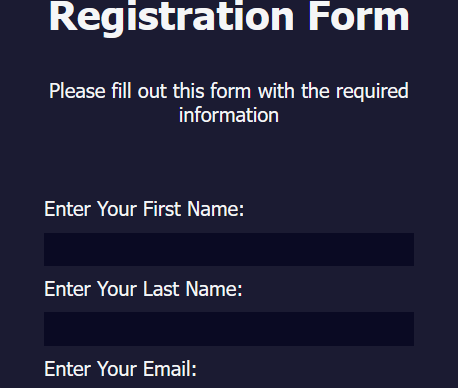 Registration Form
Please fill out this form with the required
information
Enter Your First Name:
Enter Your Last Name:
Enter Your Email: